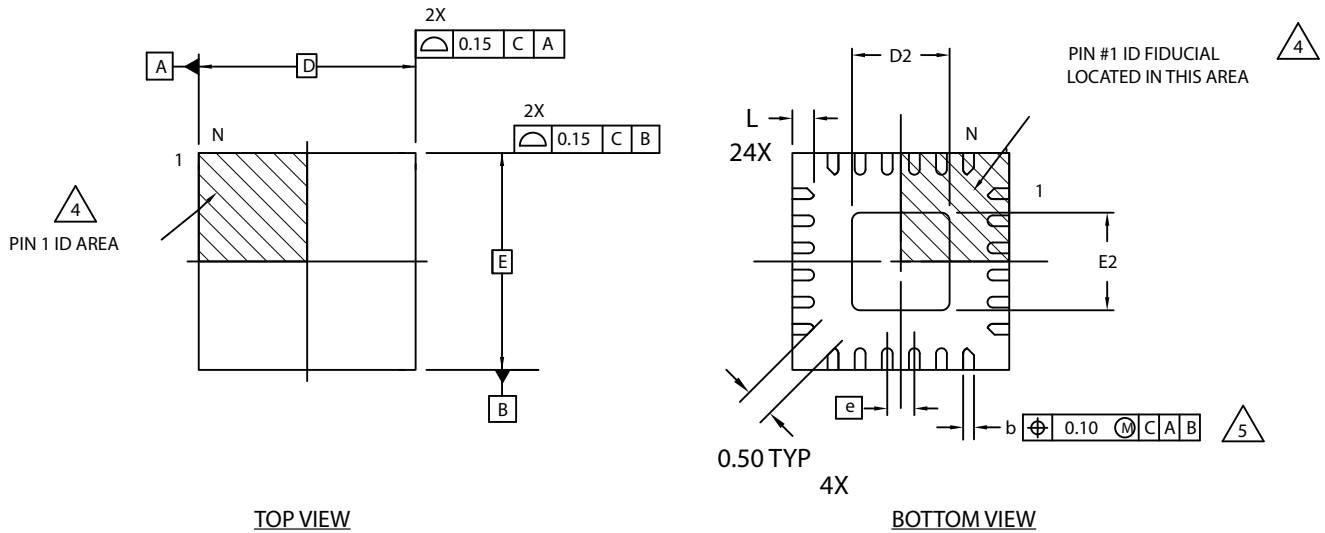 2X
⌓ 0.15 C A
A
D
2X
⌓ 0.15 C B
N
1
4
PIN 1 ID AREA
E
B
TOP VIEW
D2
PIN #1 ID FIDUCIAL
LOCATED IN THIS AREA
4
L
24X
N
1
E2
e
b ⌖ 0.10 Ⓜ C A B
5
0.50 TYP
4X
BOTTOM VIEW